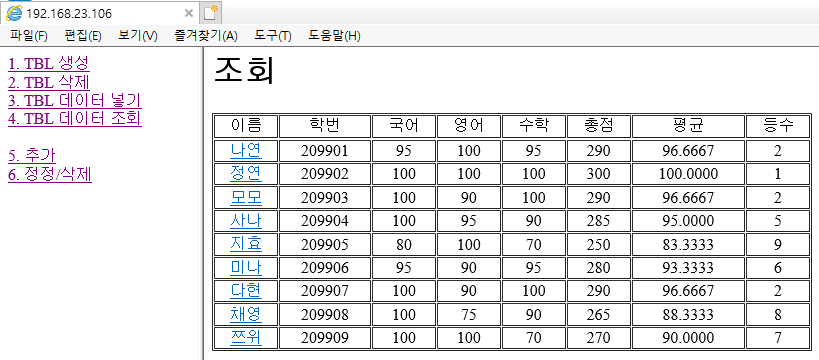 192.168.23.106
파일(F) 편집(E) 보기(V) 즐겨찾기(A) 도구(T) 도움말(H)
1. TBL 생성
2. TBL 삭제
3. TBL 데이터 넣기
4. TBL 데이터 조회
5. 추가
6. 정정/삭제
조회
이름 학번 국어 영어 수학 총점 평균 등수
나연 209901 95 100 95 290 96.6667 2
정연 209902 100 100 100 300 100.0000 1
모모 209903 100 90 100 290 96.6667 2
사나 209904 100 95 90 285 95.0000 5
지효 209905 80 100 70 250 83.3333 9
미나 209906 95 90 95 280 93.3333 6
다현 209907 100 90 100 290 96.6667 2
채영 209908 100 75 90 265 88.3333 8
쯔위 209909 100 100 70 270 90.0000 7